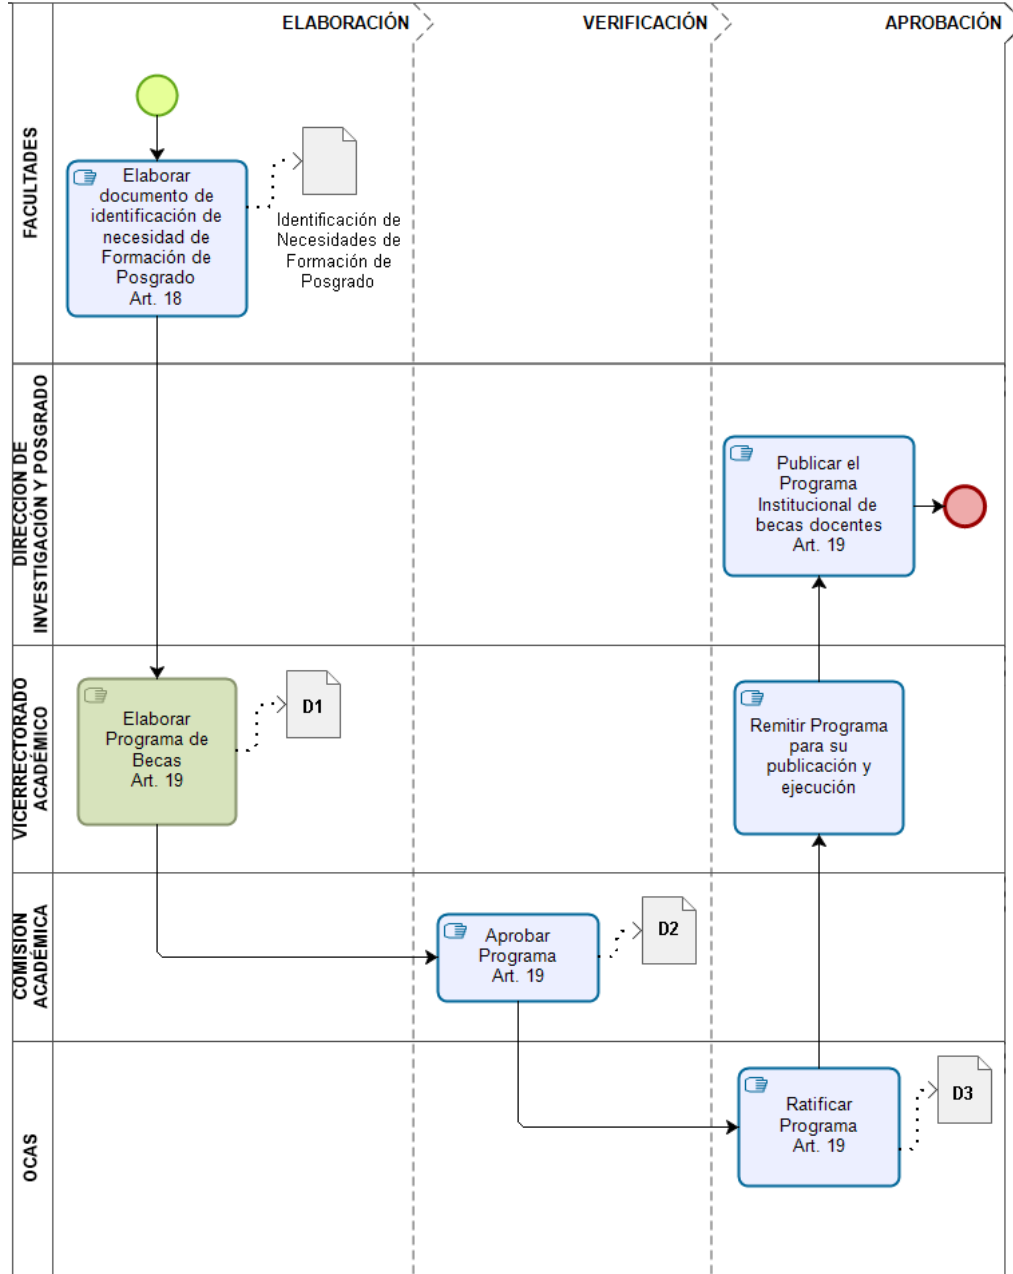 ELABORACIÓN
VERIFICACIÓN
APROBACIÓN
FACULTADES
Elaborar
documento de
identificación de
necesidad de
Formación de
Posgrado
Art. 18
Identificación de
Necesidades de
Formación de
Posgrado
DIRECCION DE
INVESTIGACIÓN Y POSGRADO
Publicar el
Programa
Institucional de
becas docentes
Art. 19
VICERRECTORADO
ACADÉMICO
Elaborar
Programa de
Becas
Art. 19
D1
Remitir Programa
para su
publicación y
ejecución
COMISION
ACADÉMICA
Aprobar
Programa
Art. 19
D2
OCAS
Ratificar
Programa
Art. 19
D3